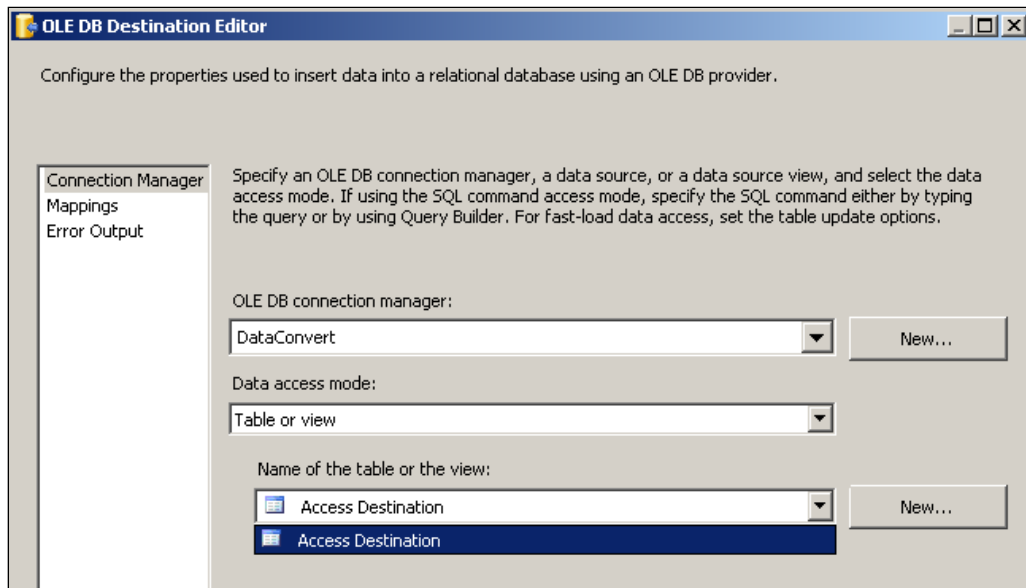 OLE DB Destination Editor
Configure the properties used to insert data into a relational database using an OLE DB provider.
Connection Manager
Mappings
Error Output
Specify an OLE DB connection manager, a data source, or a data source view, and select the data
access mode. If using the SQL command access mode, specify the SQL command either by typing
the query or by using Query Builder. For fast-load data access, set the table update options.
OLE DB connection manager:
DataConvert
New...
Data access mode:
Table or view
Name of the table or the view:
Access Destination
New...
Access Destination